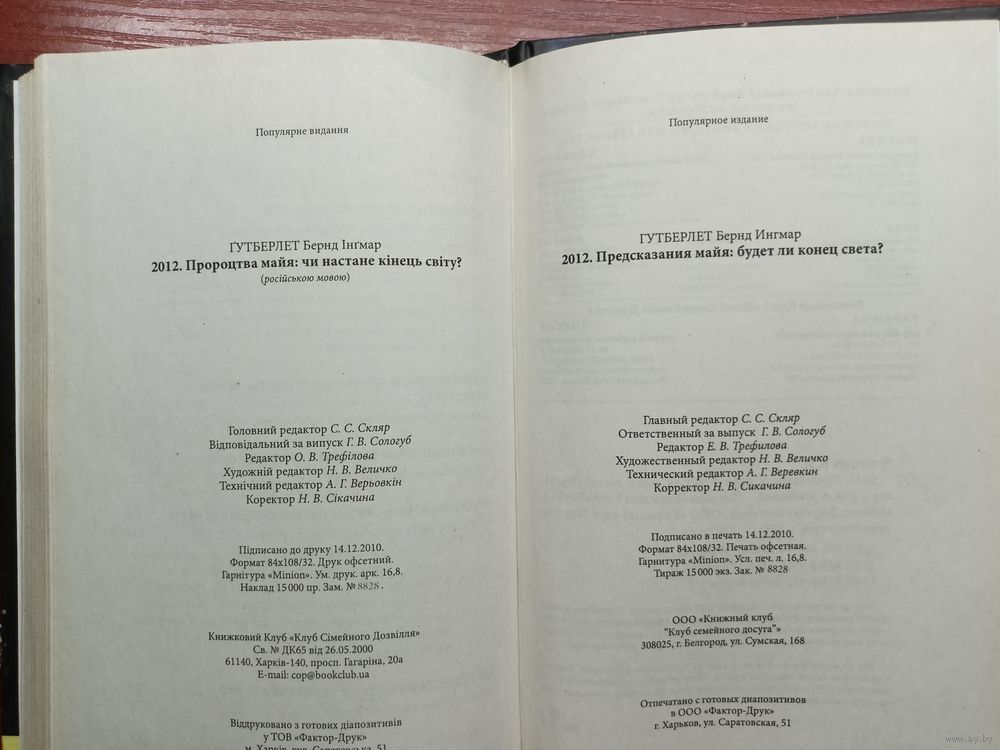 Популярне видання
ҐУТБЕРЛЕТ Бернд Інґмар
2012. Пророцтва майя: чи настане кінець світу?
(російською мовою)
Головний редактор С. С. Скляр
Відповідальний за випуск Г. В. Сологуб
Редактор О. В. Трефілова
Художній редактор Н. В. Величко
Технічний редактор А. Г. Верьовкін
Коректор Н. В. Сікачина
Підписано до друку 14.12.2010.
Формат 84x108/32. Друк офсетний.
Гарнітура «Minion». Ум. друк. арк. 16,8.
Наклад 15 000 пр. Зам. № 8828 .
Книжковий Клуб «Клуб Сімейного Дозвілля»
Св. № ДК65 від 26.05.2000
61140, Харків-140, просп. Гагаріна, 20а
E-mail: cop@bookclub.ua
Віддруковано з готових діапозитивів
у ТОВ «Фактор-Друк»
м. Харків, вул. Саратовська, 51
Популярное издание
ГУТБЕРЛЕТ Бернд Ингмар
2012. Предсказания майя: будет ли конец света?
Главный редактор С. С. Скляр
Ответственный за выпуск Г. В. Сологуб
Редактор Е. В. Трефилова
Художественный редактор Н. В. Величко
Технический редактор А. Г. Веревкин
Корректор Н. В. Сикачина
Подписано в печать 14.12.2010.
Формат 84x108/32. Печать офсетная.
Гарнитура «Minion». Усл. печ. л. 16,8.
Тираж 15 000 экз. Зак. № 8828
ООО «Книжный клуб
"Клуб семейного досуга"»
308025, г. Белгород, ул. Сумская, 168
Отпечатано с готовых диапозитивов
в ООО «Фактор-Друк»
г. Харьков, ул. Саратовская, 51
www.ay.by